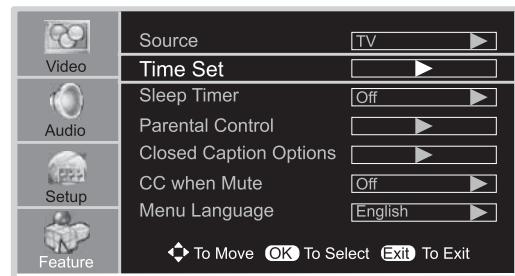 Video
Audio
Setup
Feature
Source TV
Time Set
Sleep Timer Off
Parental Control
Closed Caption Options
CC when Mute Off
Menu Language English
To Move OK To Select Exit To Exit